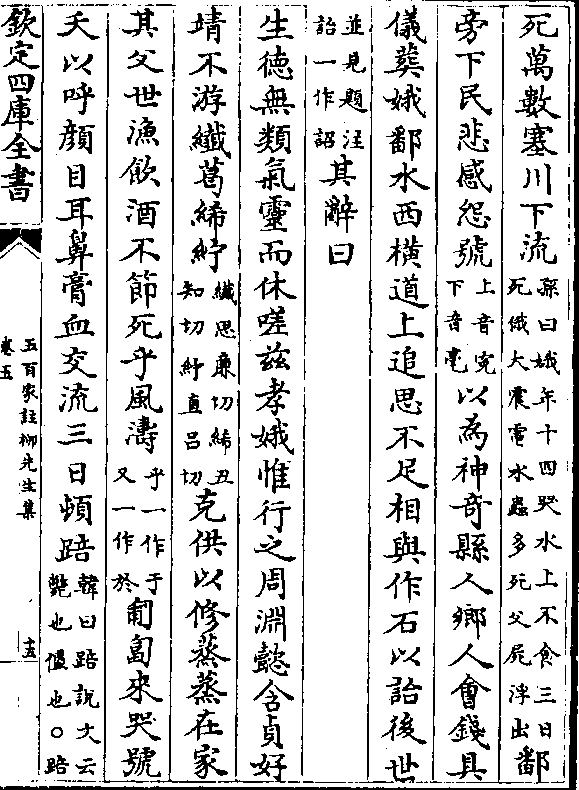 死萬數塞川下流孫曰娥年十四哭水上不食三日死俄大震電水蟲多死父屍浮出鄱
旁下民悲感怨號上音寃下音毫以為神奇縣人鄉人會錢具
儀葬娥鄱水西橫道上追思不足相與作石以詒後世
並見題注詒一作詔其辭曰
生德無類氣靈而休嗟兹孝娥惟行之周淵懿含貞好
靖不游纖葛絺紵纖思廉切絺丑知切紵直呂切克供以修蒸蒸在家
其父世漁飲酒不節死乎風濤乎一作于又一作於匍匐來哭號
天以呼顔目耳鼻膏血交流三日頓踣韓曰踣說文云斃也僵也○踣
欽定四庫全書
五百家註柳先生集
卷五
十五